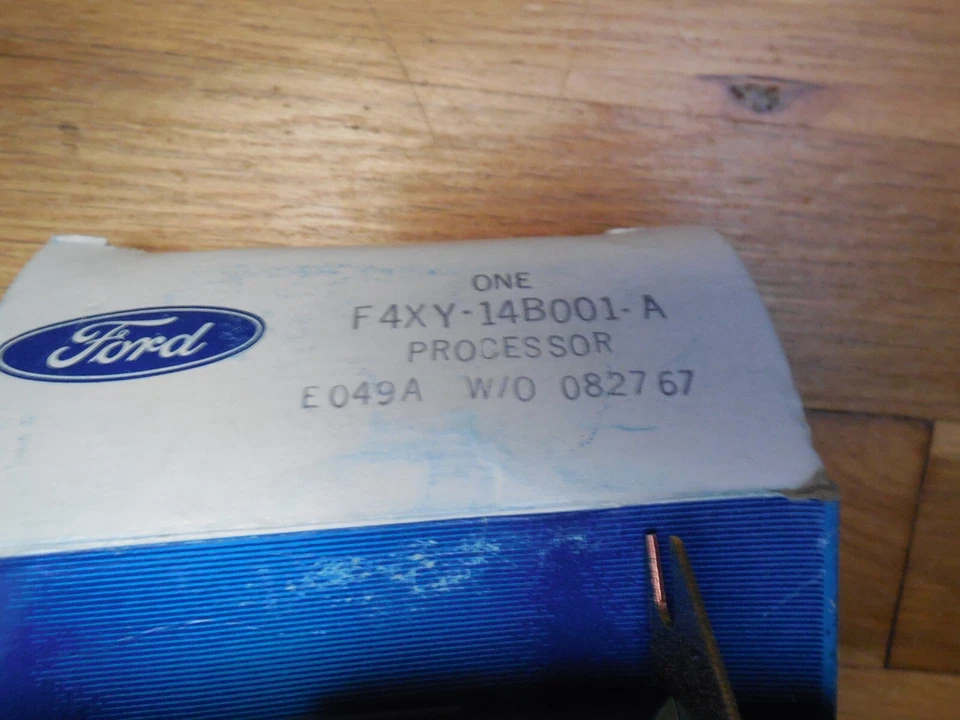 ONE
F4XY-14B001-A
Ford
PROCESSOR
E049A W/O 082767